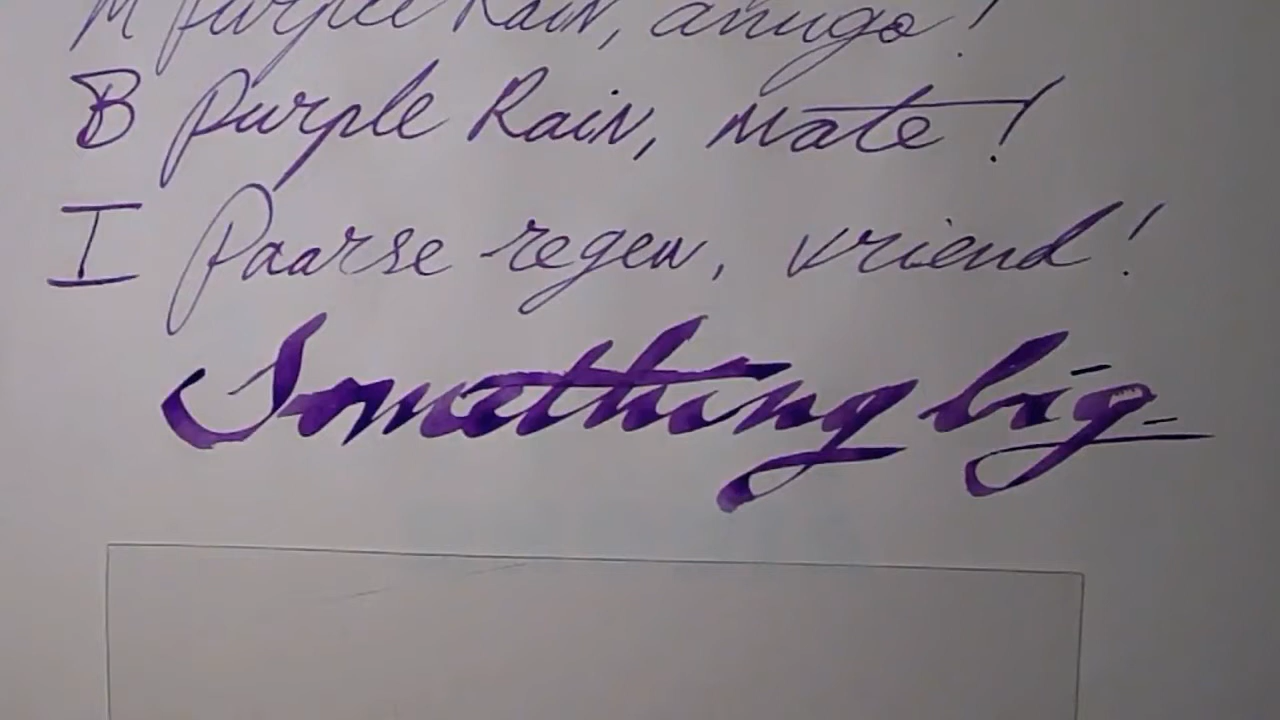 M Purple Rain, amigo!
B Purple Rain, mate!
I Paarse regen, vriend!
Something big